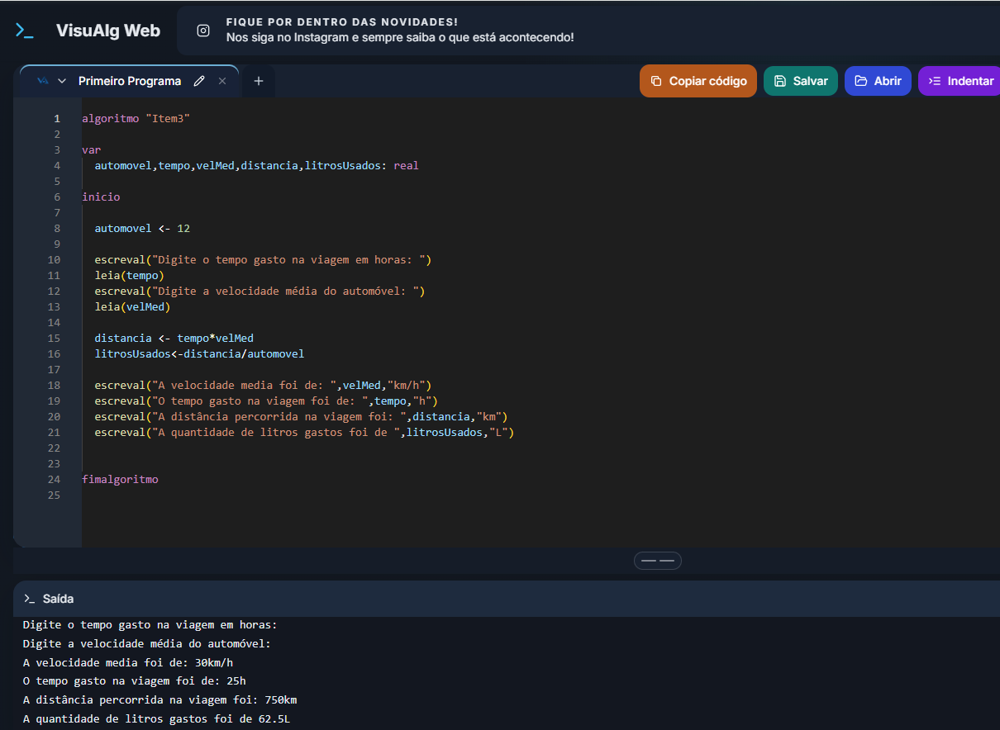 VisuAlg Web
FIQUE POR DENTRO DAS NOVIDADES!
Nos siga no Instagram e sempre saiba o que está acontecendo!
Primeiro Programa
Copiar código
Salvar
Abrir
Indentar
1 algoritmo "Item3"
2
3 var
4 automovel,tempo,velMed,distancia,litrosUsados: real
5
6 inicio
7
8 automovel <- 12
9
10 escreval("Digite o tempo gasto na viagem em horas: ")
11 leia(tempo)
12 escreval("Digite a velocidade média do automóvel: ")
13 leia(velMed)
14
15 distancia <- tempo*velMed
16 litrosUsados<-distancia/automovel
17
18 escreval("A velocidade media foi de: ",velMed,"km/h")
19 escreval("O tempo gasto na viagem foi de: ",tempo,"h")
20 escreval("A distância percorrida na viagem foi: ",distancia,"km")
21 escreval("A quantidade de litros gastos foi de ",litrosUsados,"L")
22
23
24 fimalgoritmo
25
Saída
Digite o tempo gasto na viagem em horas:
Digite a velocidade média do automóvel:
A velocidade media foi de: 30km/h
O tempo gasto na viagem foi de: 25h
A distância percorrida na viagem foi: 750km
A quantidade de litros gastos foi de 62.5L